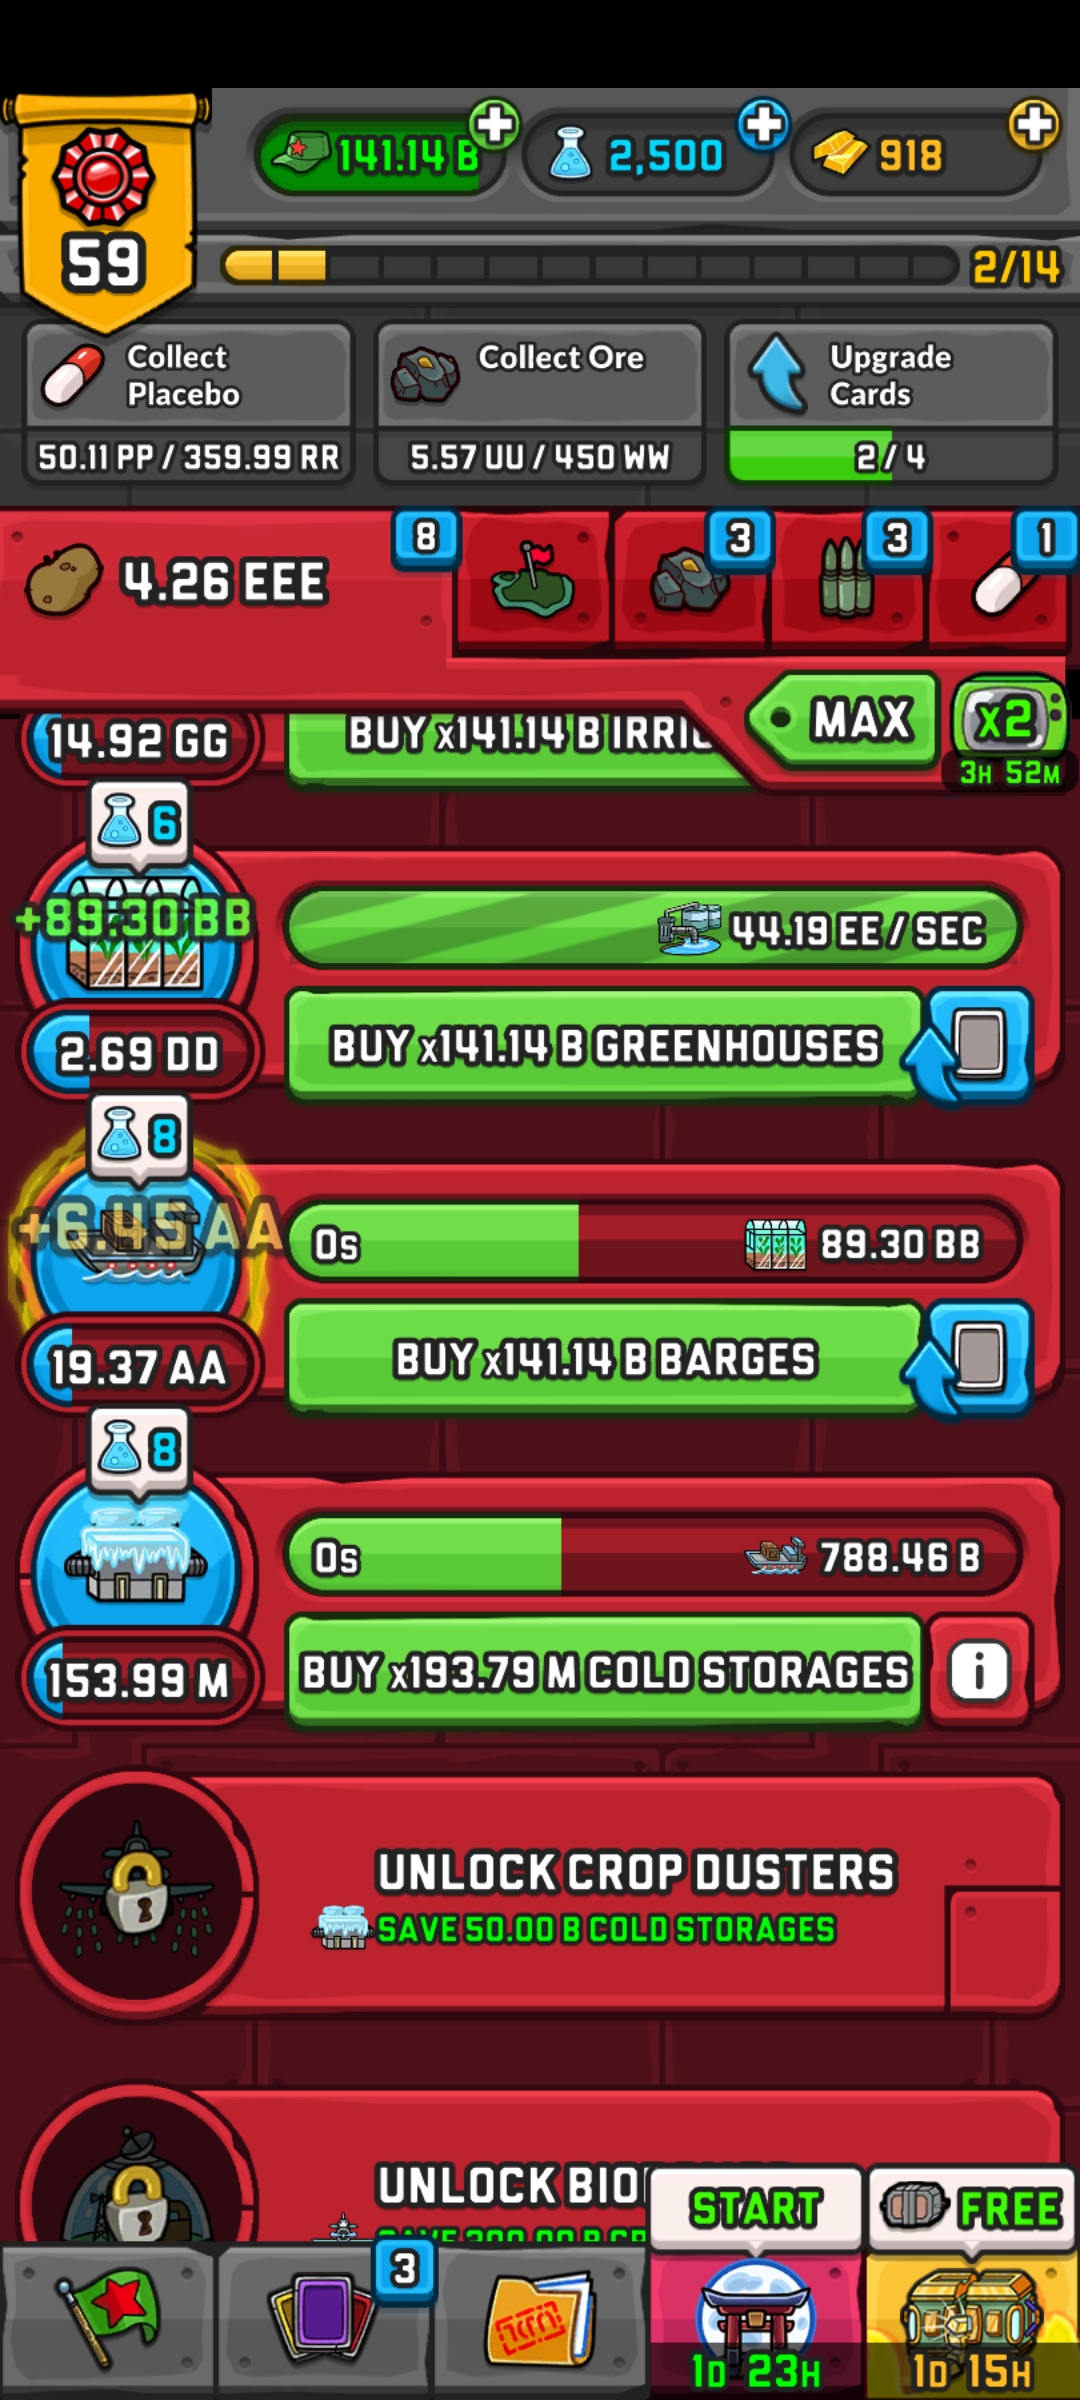 141.14 B
2,500
918
59
2/14
Collect Placebo
50.11 PP / 359.99 RR
Collect Ore
5.57 UU / 450 WW
Upgrade Cards
2 / 4
4.26 EEE
8
3
3
1
MAX
x2
3H 52M
14.92 GG
BUY x141.14 B
6
+89.30 BB
44.19 EE / SEC
2.69 DD
BUY x141.14 B GREENHOUSES
8
+6.45 AA
0s
89.30 BB
19.37 AA
BUY x141.14 B BARGES
8
0s
788.46 B
153.99 M
BUY x193.79 M COLD STORAGES
i
UNLOCK CROP DUSTERS
SAVE 50.00 B COLD STORAGES
UNLOCK
START
FREE
3
1D 23H
1D 15H